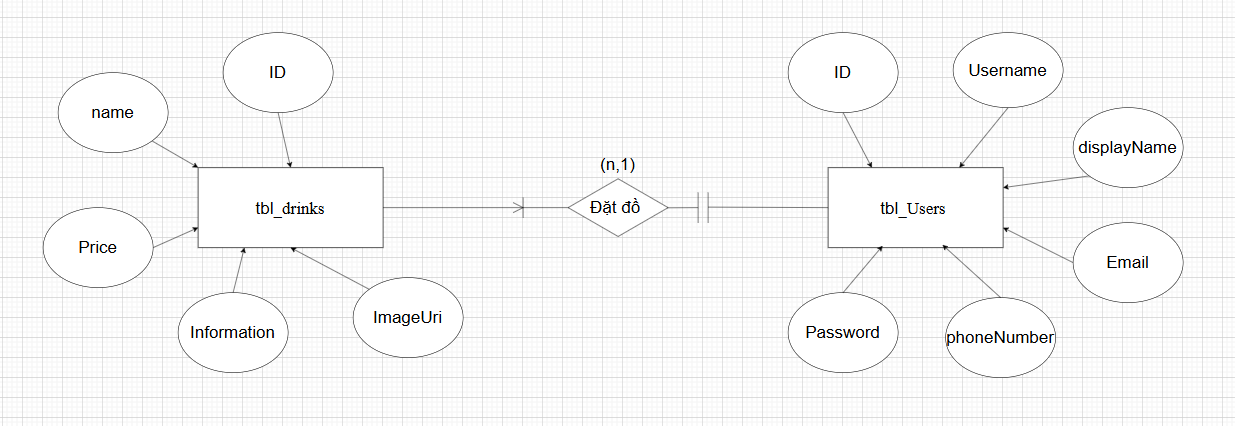 ID
name
tbl_drinks
Price
Information
ImageUri
(n,1)
Đặt đồ
ID
Username
displayName
tbl_Users
Email
Password
phoneNumber